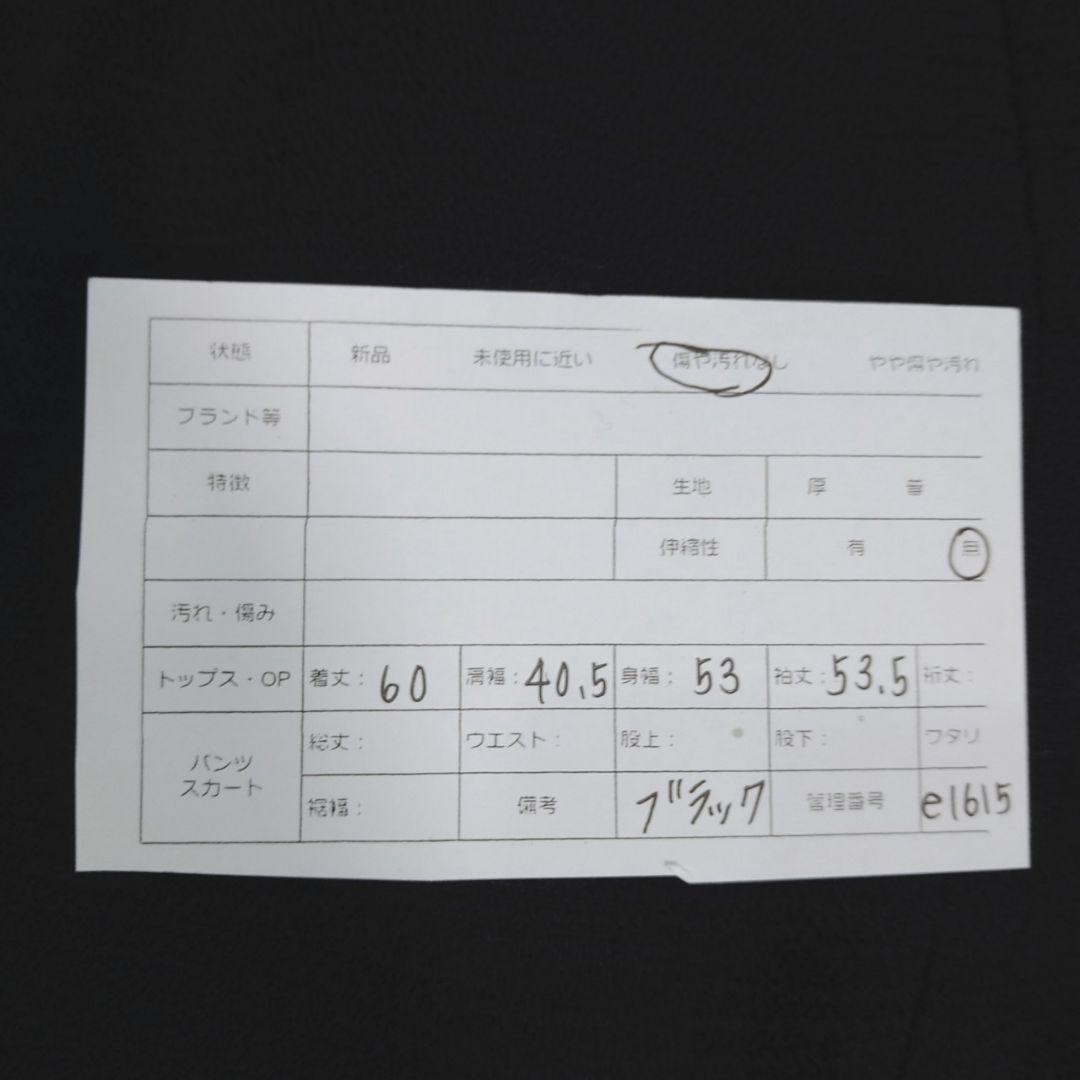 状態 新品 未使用に近い 傷や汚れなし やや傷や汚れ
ブランド等
特徴 生地 厚 普
伸縮性 有 無
汚れ・傷み
トップス・OP 着丈: 60 肩幅: 40.5 身幅: 53 袖丈: 53.5 裄丈:
パンツ スカート 総丈: ウエスト: 股上: 股下: ワタリ
裾幅: 備考 ブラック 管理番号 e1615